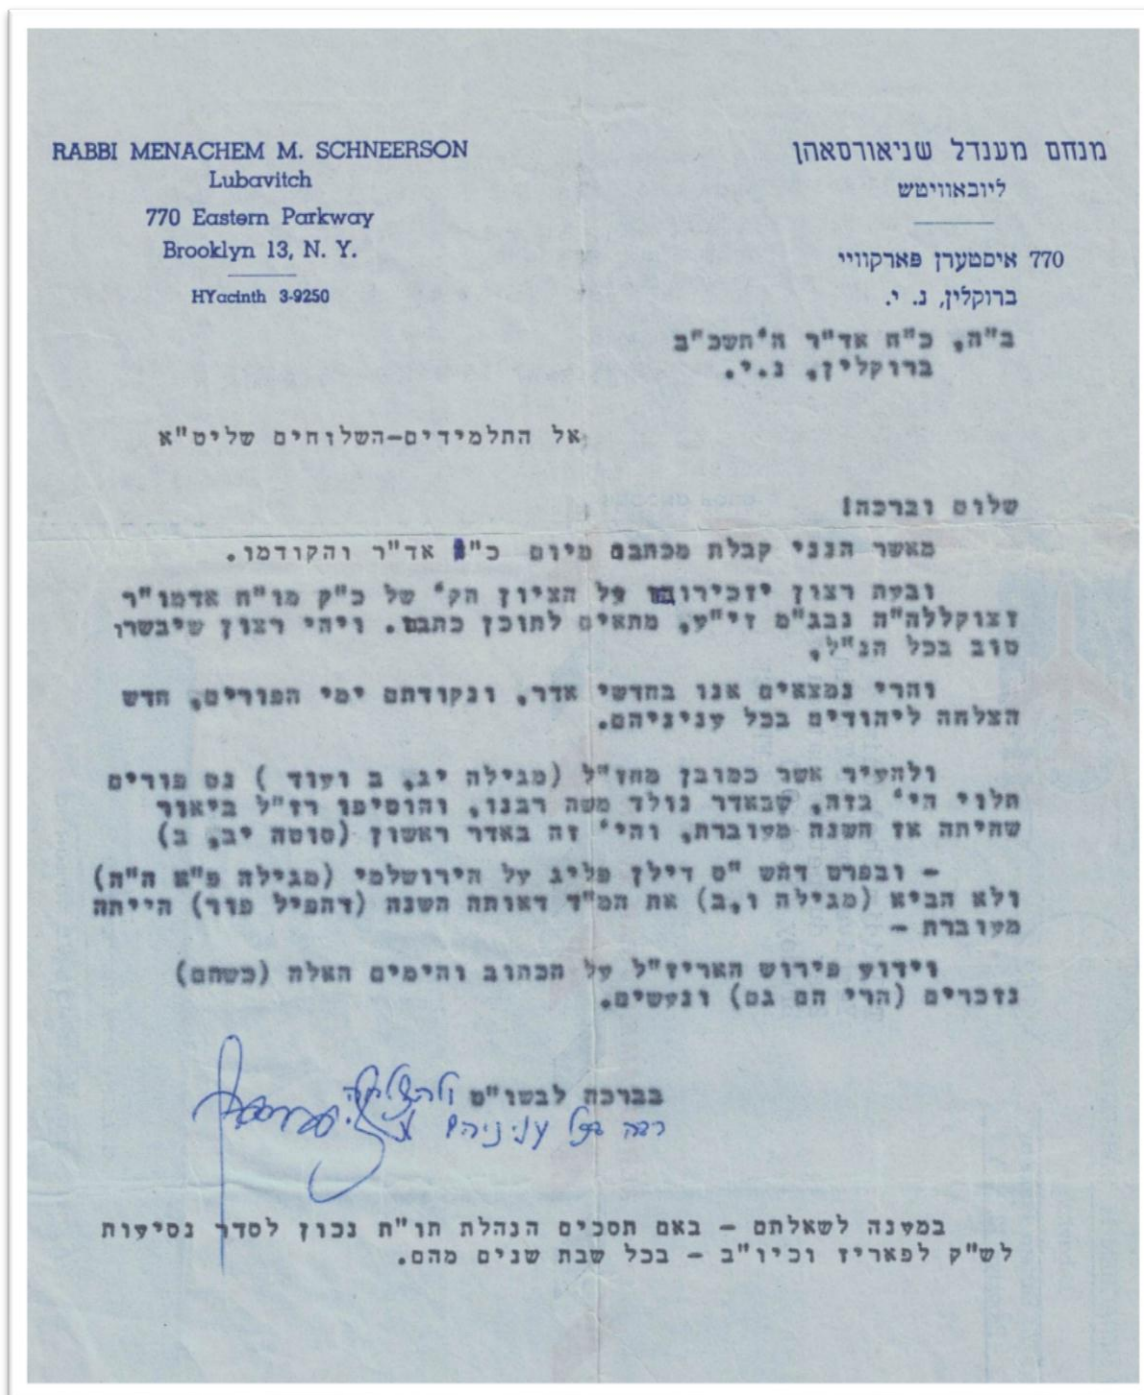 RABBI MENACHEM M. SCHNEERSON
Lubavitch
770 Eastern Parkway
Brooklyn 13, N. Y.
HYacinth 3-9250
מנחם מענדל שניאורסאהן
ליובאוויטש
770 איסטערן פארקוויי
ברוקלין, נ. י.
ב"ה, כ"ח אד"ר ה'תשכ"ב
ברוקלין, נ.י.
אל התלמידים-השלוחים שליט"א
שלום וברכה!
מאשר הנני קבלת מכתבם מיום אד"ר והקודמו.
ובעת רצון יזכירום על הציון הק' של כ"ק מו"ח אדמו"ר
זצוקללה"ה נבג"מ זי"ע, מתאים לתוכן כתבם. ויהי רצון שיבשרו
טוב בכל הנ"ל,
והרי נמצאים אנו בחדשי אדר, ונקודתם ימי הפורים, חדש
הצלחה ליהודים בכל עניניהם.
ולהעיר אשר כמובן מחז"ל (מגילה יג, ב ועוד ) נס פורים
תלוי הי' בזה, שבאדר נולד משה רבנו, והוסיפו רז"ל ביאור
שהיתה אז השנה מעוברת, והי' זה באדר ראשון (סוטה יב, ב)
- ובפרט דהש "ס דילן פליג על הירושלמי (מגילה פ"א ה"ה)
ולא הביא (מגילה ו,ב) את המ"ד דאותה השנה (דהפיל פור) הייתה
מעוברת -
וידוע פירוש האריז"ל על הכתוב והימים האלה (כשהם)
נזכרים (הרי הם גם) ונעשים.
בברכה לבשו"ט ולהצלחה
רבה בכל עניניהם
במענה לשאלתם - באם תסכים הנהלת תו"ת נכון לסדר נסיעות
לש"ק לפאריז וכיו"ב - בכל שבת שנים מהם.